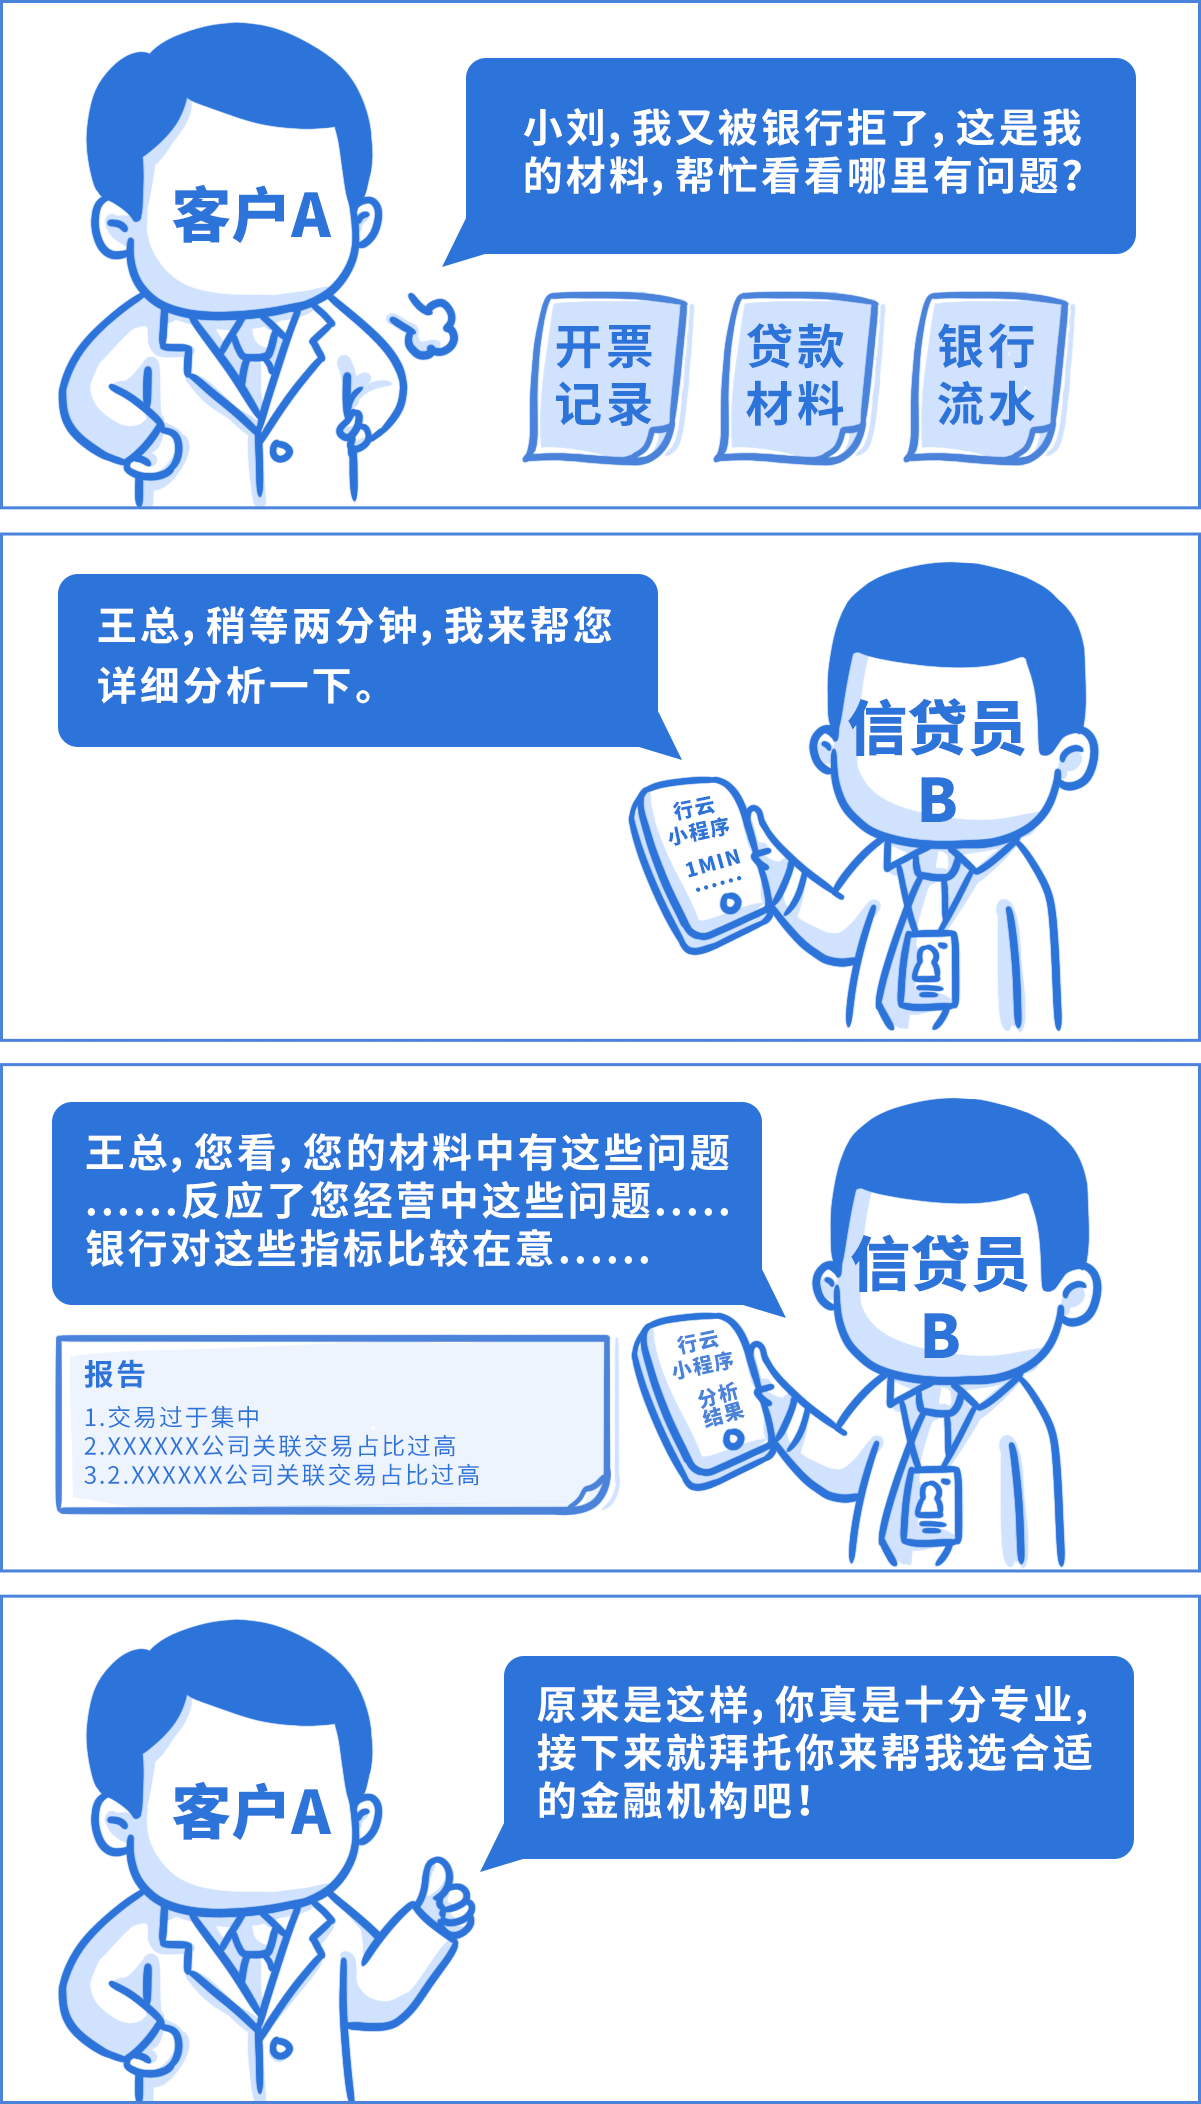 小刘，我又被银行拒了，这是我
的材料，帮忙看看哪里有问题？
客户A
开票
记录
贷款
材料
银行
流水
王总，稍等两分钟，我来帮您
详细分析一下。
信贷员
B
行云
小程序
1MIN
......
王总，您看，您的材料中有这些问题
......反应了您经营中这些问题.....
银行对这些指标比较在意......
信贷员
B
行云
小程序
分析
结果
报告
1.交易过于集中
2.XXXXXX公司关联交易占比过高
3.2.XXXXXX公司关联交易占比过高
原来是这样，你真是十分专业，
接下来就拜托你来帮我选合适
的金融机构吧！
客户A